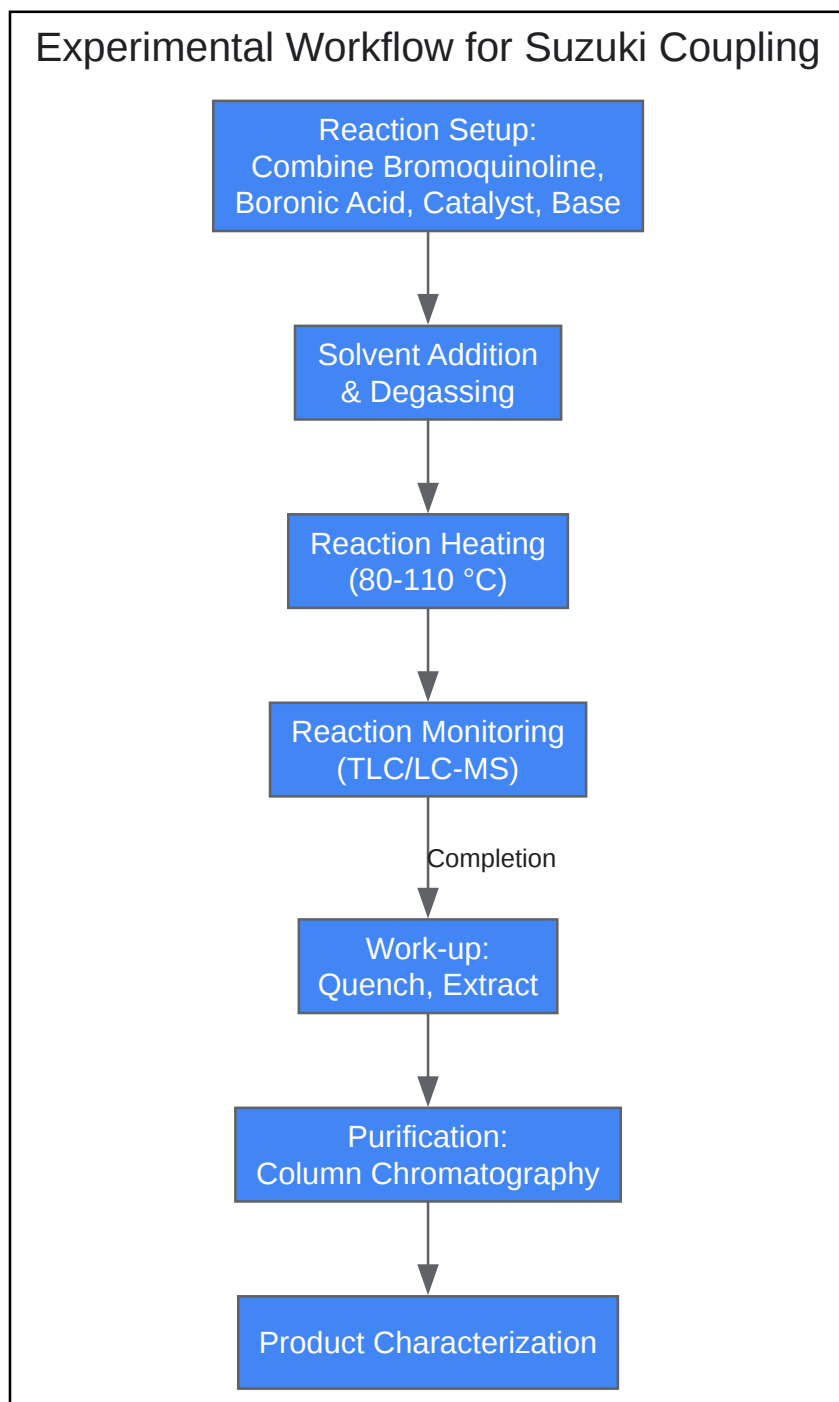 Experimental Workflow for Suzuki Coupling
Reaction Setup:
Combine Bromoquinoline,
Boronic Acid, Catalyst, Base
Solvent Addition
& Degassing
Reaction Heating
(80-110 °C)
Reaction Monitoring
(TLC/LC-MS)
Completion
Work-up:
Quench, Extract
Purification:
Column Chromatography
Product Characterization